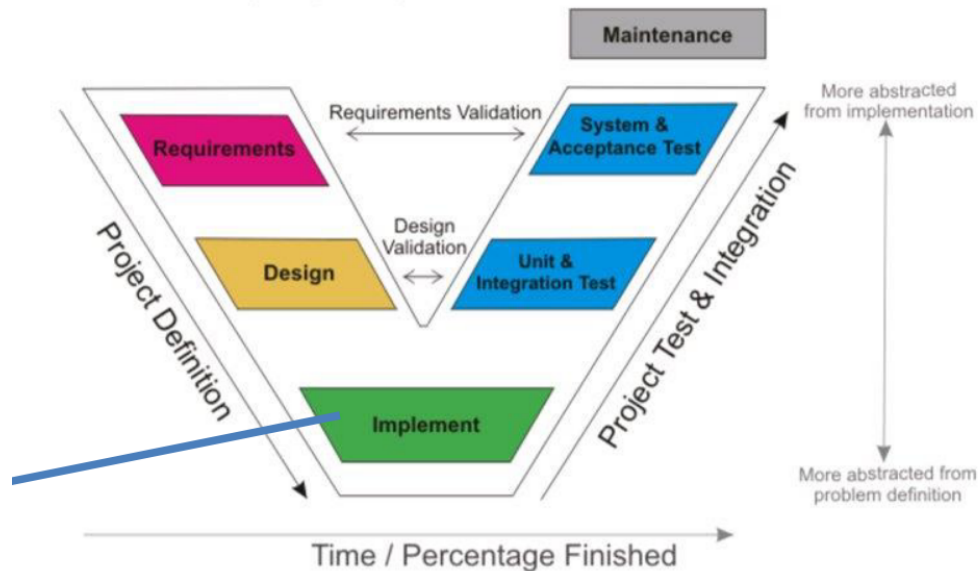 Maintenance
Requirements Validation
More abstracted
from implementation
Requirements
System &
Acceptance Test
Design
Validation
Project Definition
Design
Unit &
Integration Test
Project Test & Integration
Implement
More abstracted from
problem definition
Time / Percentage Finished